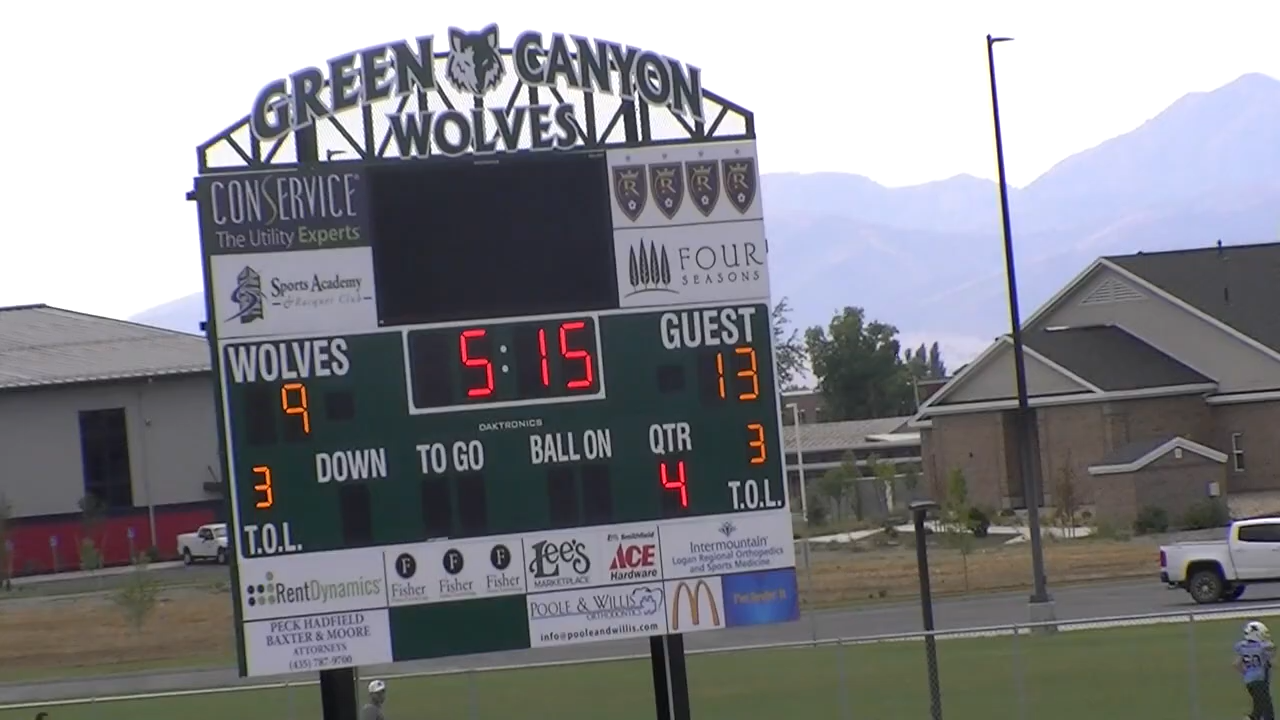 GREEN CANYON
WOLVES
CONSERVICE
The Utility Experts
R R R R
Sports Academy
& Racquet Club
FOUR
SEASONS
WOLVES
5:15
GUEST
9
13
DAKTRONICS
DOWN
TO GO
BALL ON
QTR
3
3
4
T.O.L.
T.O.L.
RentDynamics
F F F
Fisher Fisher Fisher
LEE'S
MARKETPLACE
Smithfield
ACE
Hardware
Intermountain
Logan Regional Orthopedics
and Sports Medicine
PECK HADFIELD
BAXTER & MOORE
ATTORNEYS
(435) 787-9700
POOLE & WILLIS
ORTHODONTICS
info@pooleandwillis.com
50